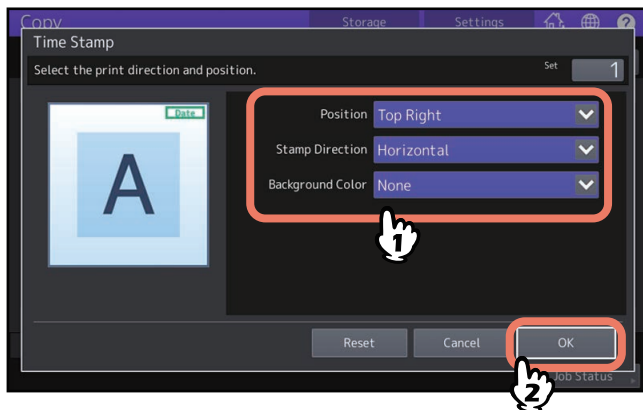 Copy Storage Settings ?
Time Stamp
Select the print direction and position. Set 1
Date
A
Position Top Right
Stamp Direction Horizontal
Background Color None
1
Reset Cancel OK
Job Status
2